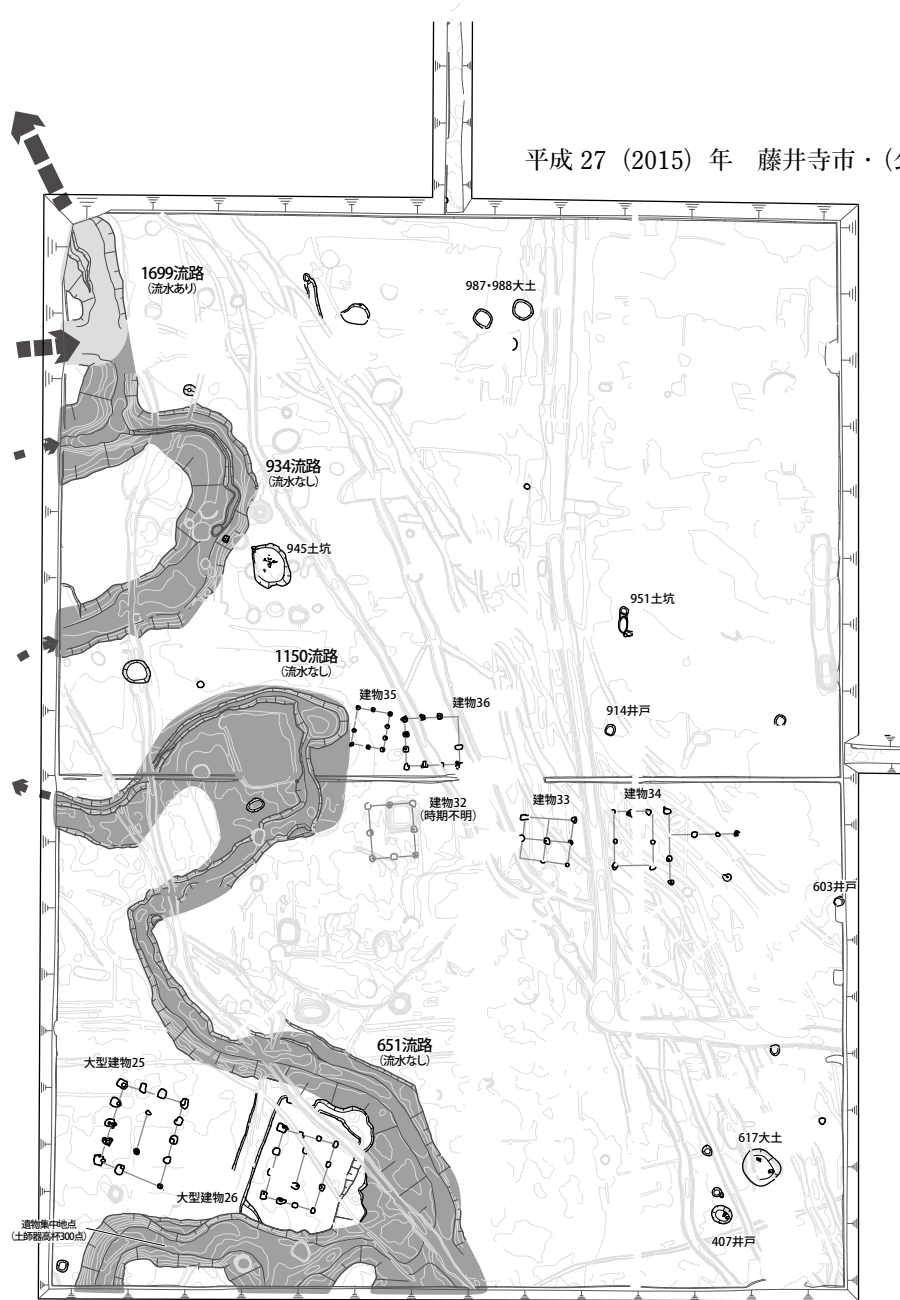 平成 27（2015）年　藤井寺市・（
1699流路
（流水あり）
987・988大土
934流路
（流水なし）
945土坑
951土坑
1150流路
（流水なし）
建物35
建物36
914井戸
建物32
（時期不明）
建物33
建物34
603井戸
651流路
（流水なし）
大型建物25
617大土
大型建物26
遺物集中地点
（土師器高杯300点）
407井戸